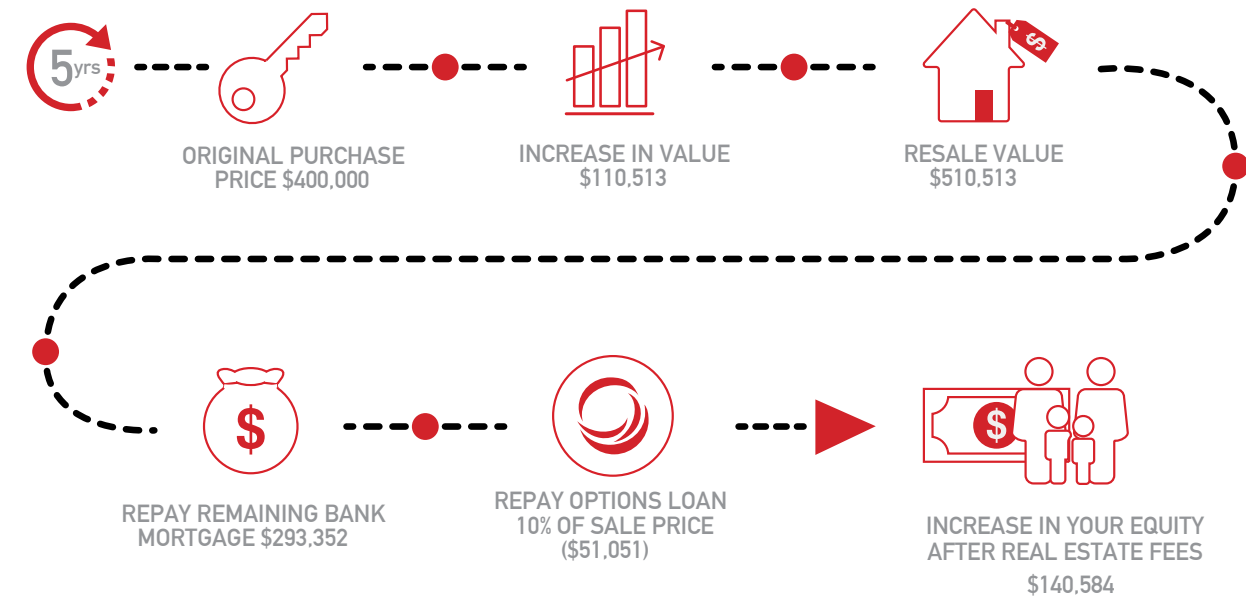 5yrs
ORIGINAL PURCHASE
PRICE $400,000
INCREASE IN VALUE
$110,513
$
RESALE VALUE
$510,513
$
REPAY REMAINING BANK
MORTGAGE $293,352
REPAY OPTIONS LOAN
10% OF SALE PRICE
($51,051)
$
INCREASE IN YOUR EQUITY
AFTER REAL ESTATE FEES
$140,584